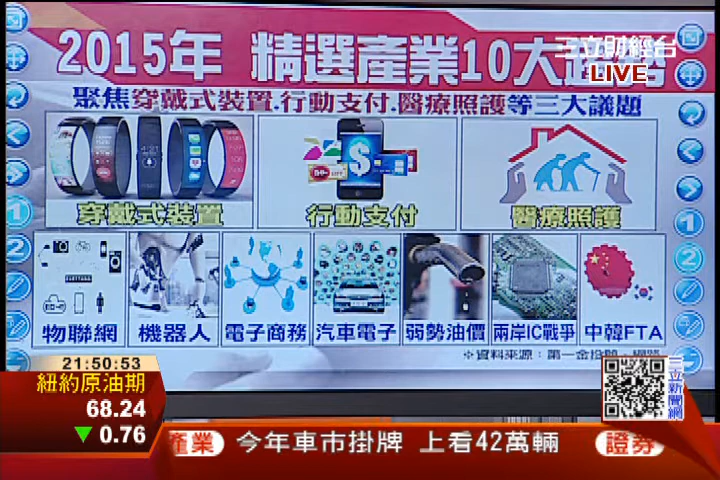 2015年 精選產業10大
三立財經台
LIVE
聚焦穿戴式裝置.行動支付.醫療照護等三大議題
穿戴式裝置
行動支付
醫療照護
物聯網
機器人
電子商務
汽車電子
弱勢油價
兩岸IC戰爭
中韓FTA
※資料來源:第一金投顧
1
2
1
2
21:50:53
紐約原油期
68.24
▼0.76
三立新聞網
產業
今年車市掛牌 上看42萬輛
證券